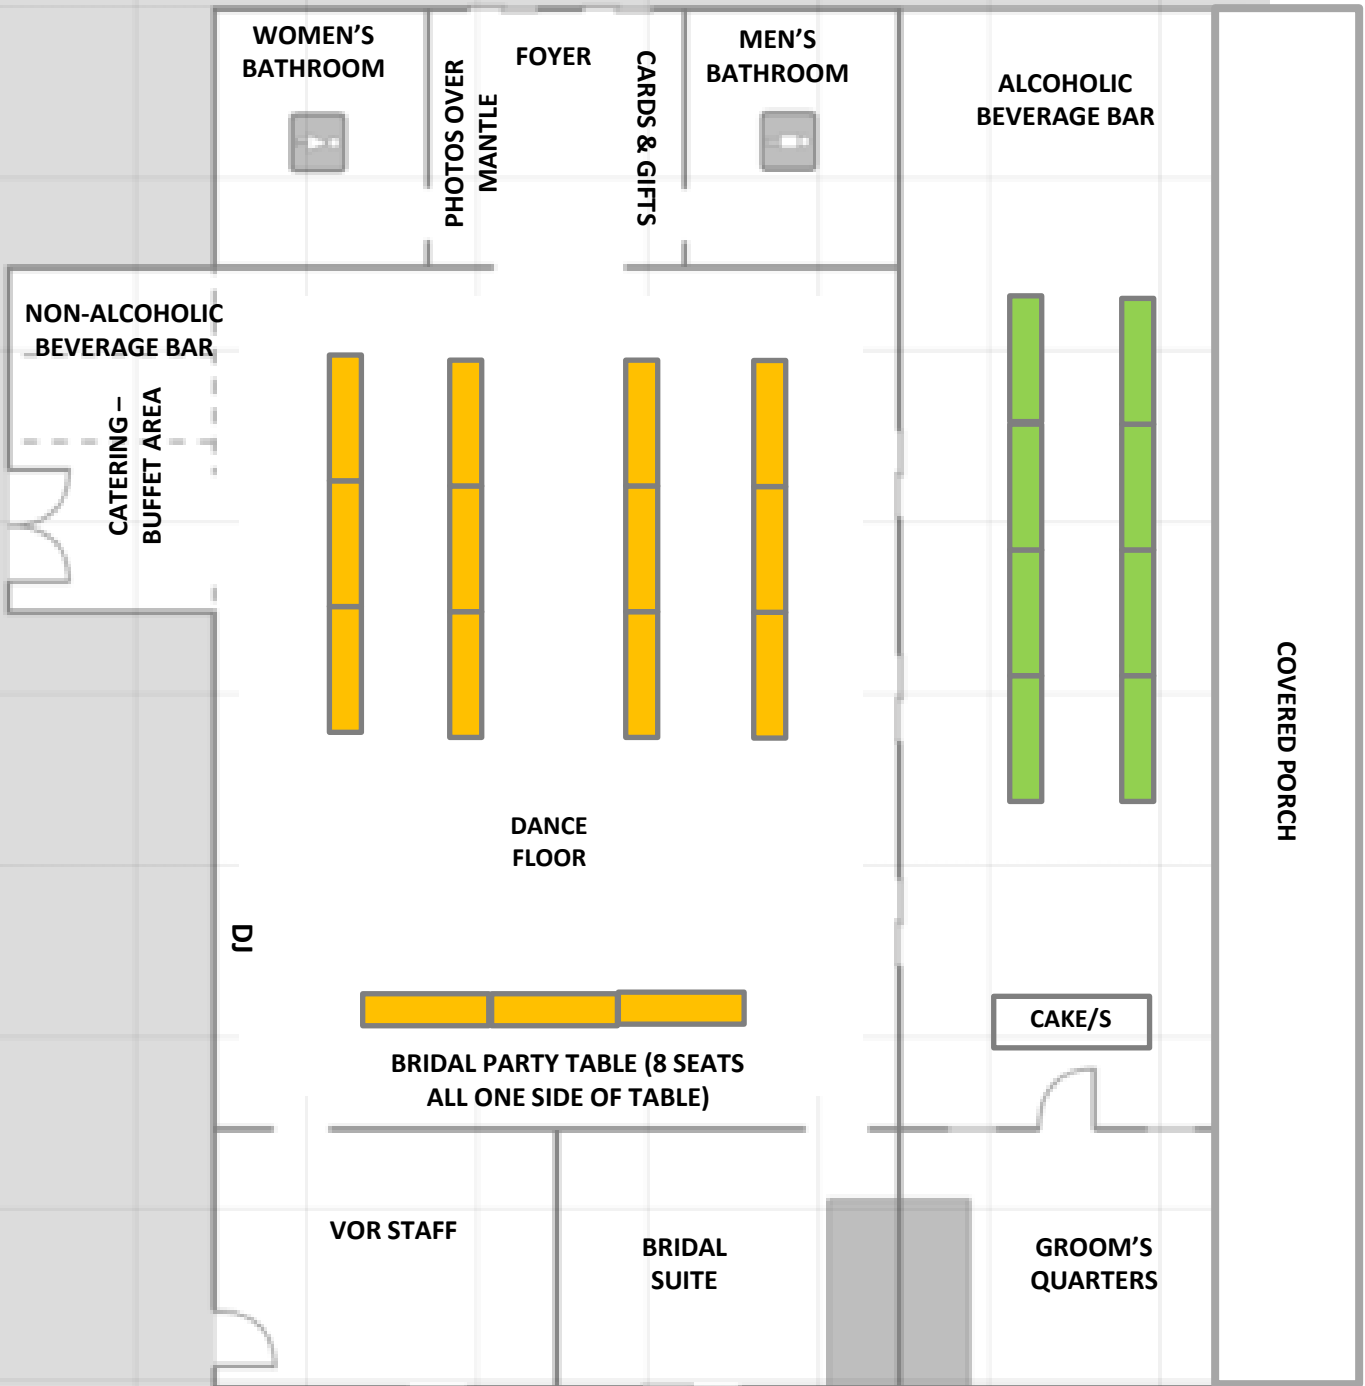 WOMEN'S
BATHROOM
PHOTOS OVER
MANTLE
FOYER
CARDS & GIFTS
MEN'S
BATHROOM
ALCOHOLIC
BEVERAGE BAR
NON-ALCOHOLIC
BEVERAGE BAR
CATERING –
BUFFET AREA
COVERED PORCH
DANCE
FLOOR
DJ
CAKE/S
BRIDAL PARTY TABLE (8 SEATS
ALL ONE SIDE OF TABLE)
VOR STAFF
BRIDAL
SUITE
GROOM'S
QUARTERS